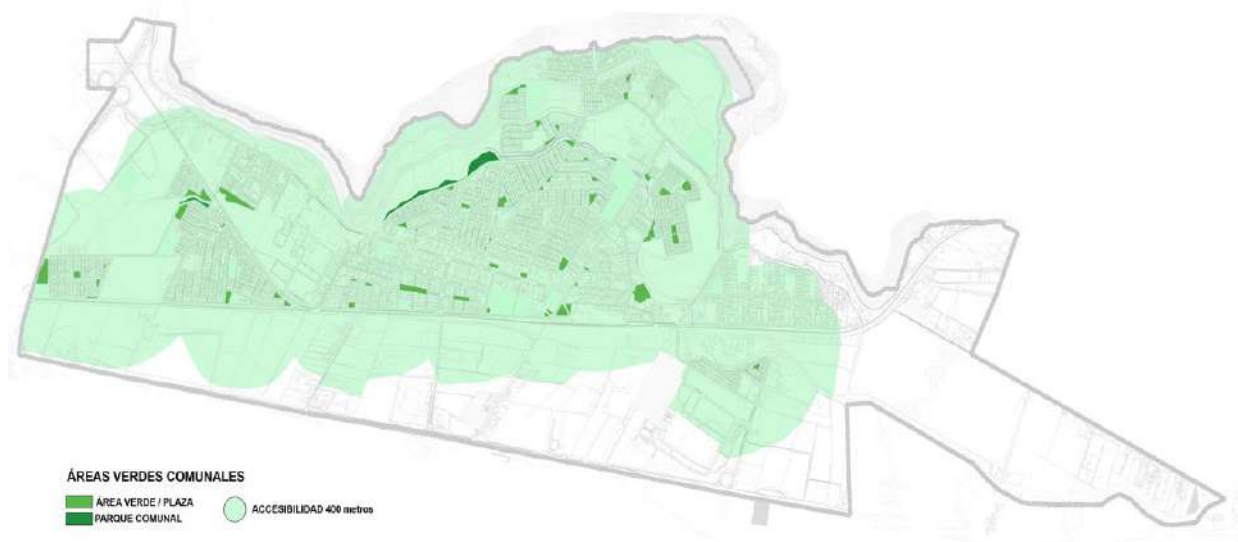 ÁREAS VERDES COMUNALES
ÁREA VERDE / PLAZA
PARQUE COMUNAL
ACCESIBILIDAD 400 metros